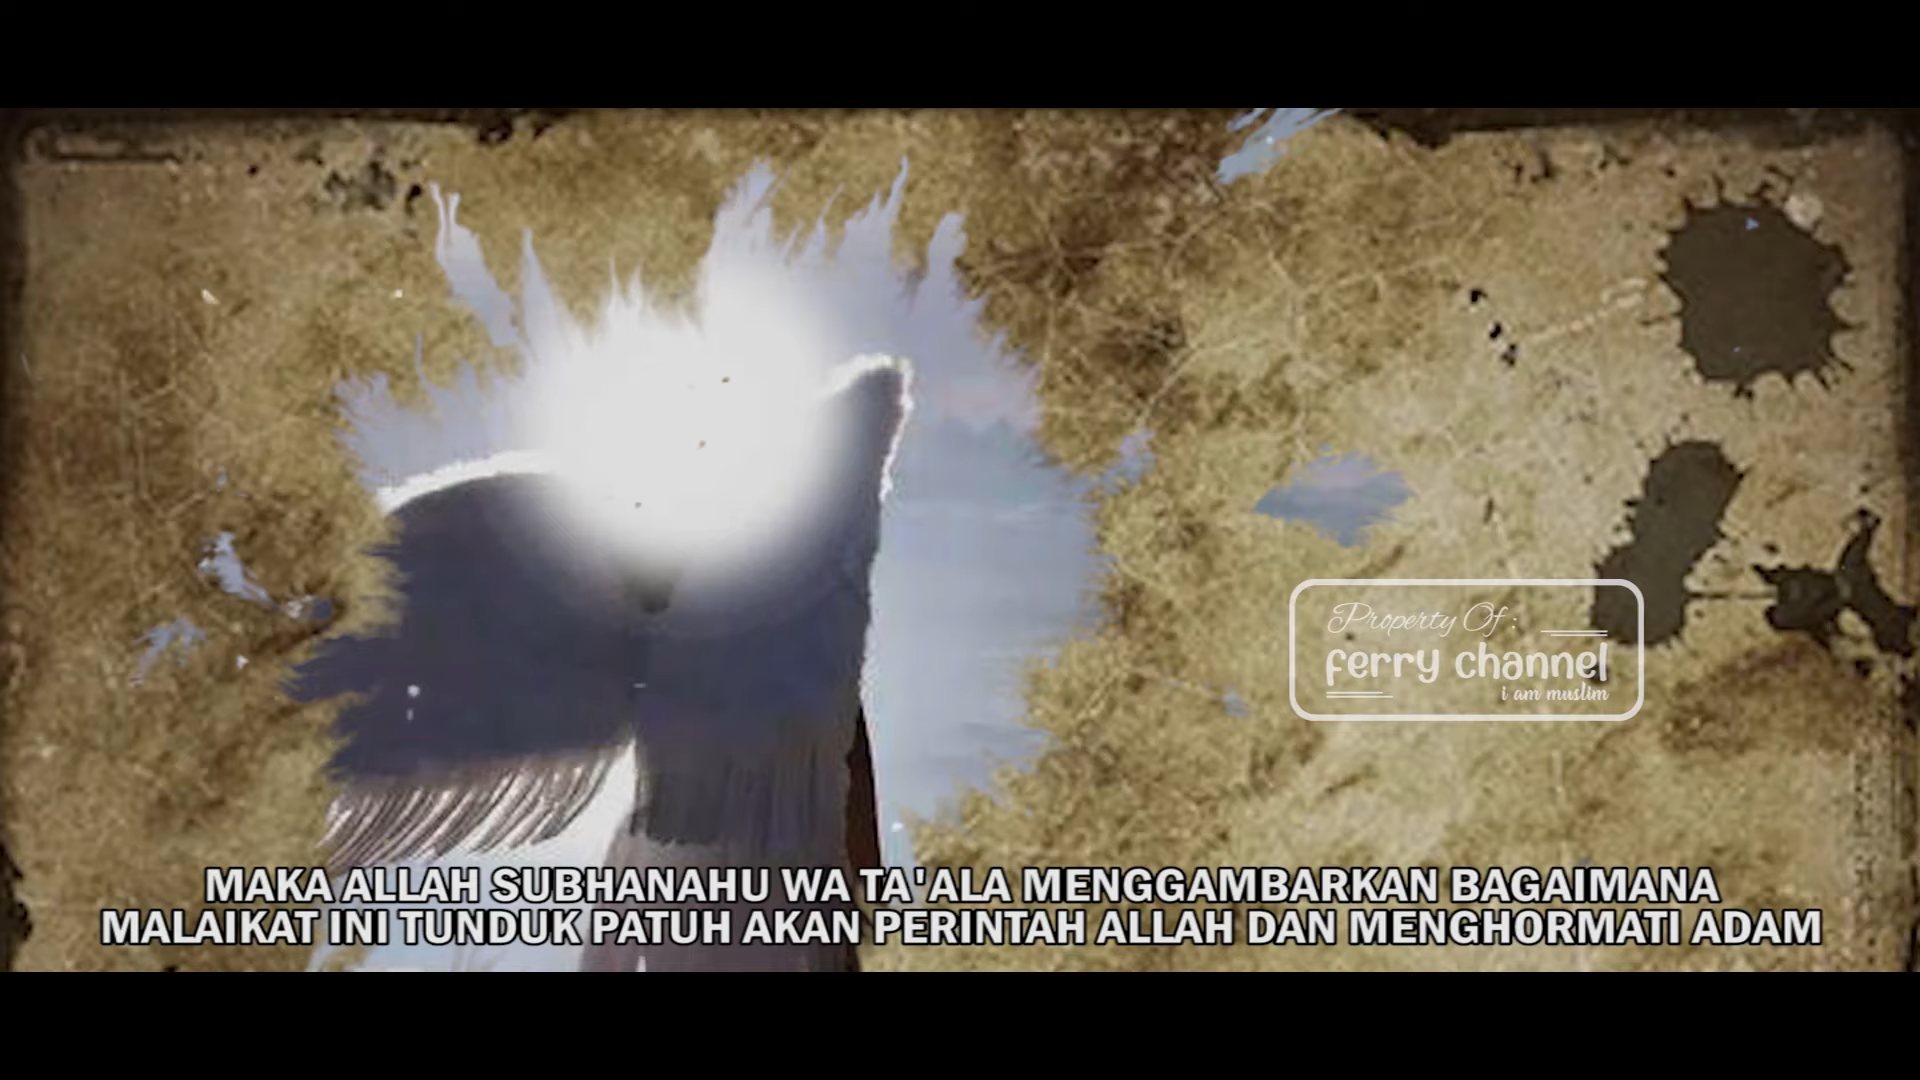 Property Of :
ferry channel
i am muslim
MAKA ALLAH SUBHANAHU WA TA'ALA MENGGAMBARKAN BAGAIMANA
MALAIKAT INI TUNDUK PATUH AKAN PERINTAH ALLAH DAN MENGHORMATI ADAM